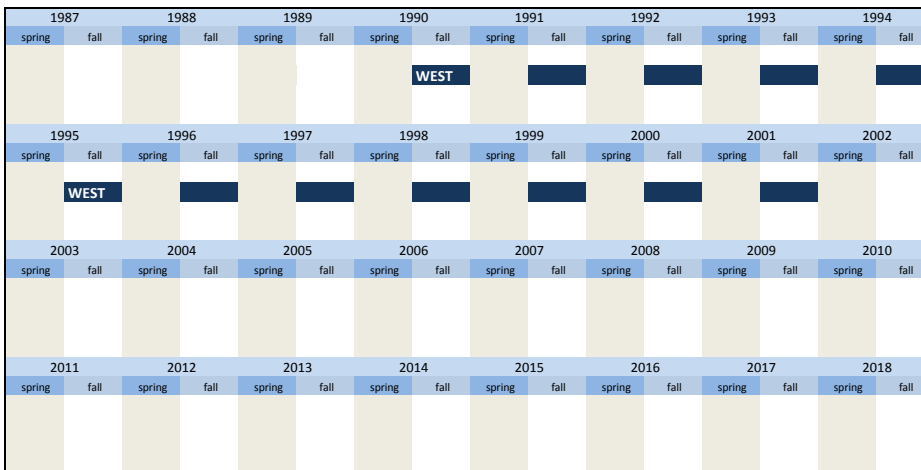 1987 1988 1989 1990 1991 1992 1993 1994
spring fall spring fall spring fall spring fall spring fall spring fall spring fall spring fall
WEST
1995 1996 1997 1998 1999 2000 2001 2002
spring fall spring fall spring fall spring fall spring fall spring fall spring fall spring fall
WEST
2003 2004 2005 2006 2007 2008 2009 2010
spring fall spring fall spring fall spring fall spring fall spring fall spring fall spring fall
2011 2012 2013 2014 2015 2016 2017 2018
spring fall spring fall spring fall spring fall spring fall spring fall spring fall spring fall